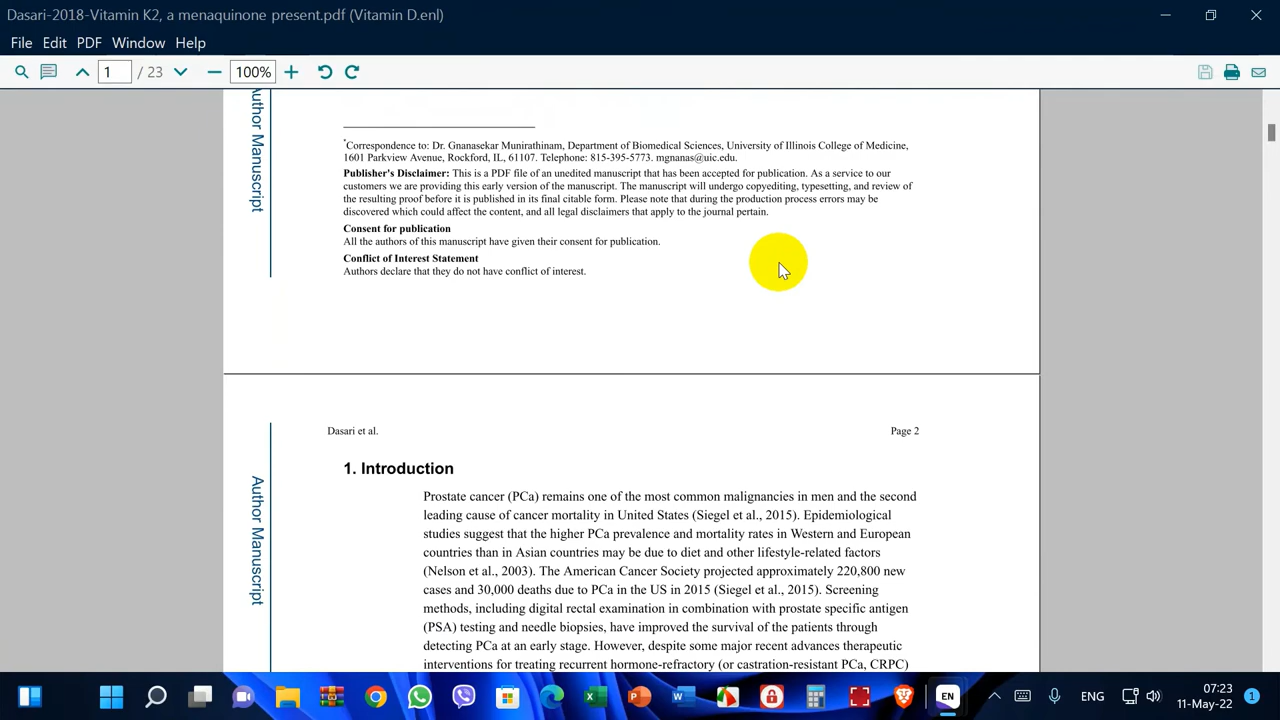 Dasari-2018-Vitamin K2, a menaquinone present.pdf (Vitamin D.enl)
File Edit PDF Window Help
1 / 23 100%
Author Manuscript
*Correspondence to: Dr. Gnanasekar Munirathinam, Department of Biomedical Sciences, University of Illinois College of Medicine,
1601 Parkview Avenue, Rockford, IL, 61107. Telephone: 815-395-5773. mgnanas@uic.edu.
Publisher's Disclaimer: This is a PDF file of an unedited manuscript that has been accepted for publication. As a service to our
customers we are providing this early version of the manuscript. The manuscript will undergo copyediting, typesetting, and review of
the resulting proof before it is published in its final citable form. Please note that during the production process errors may be
discovered which could affect the content, and all legal disclaimers that apply to the journal pertain.
Consent for publication
All the authors of this manuscript have given their consent for publication.
Conflict of Interest Statement
Authors declare that they do not have conflict of interest.
Dasari et al. Page 2
Author Manuscript
1. Introduction
Prostate cancer (PCa) remains one of the most common malignancies in men and the second
leading cause of cancer mortality in United States (Siegel et al., 2015). Epidemiological
studies suggest that the higher PCa prevalence and mortality rates in Western and European
countries than in Asian countries may be due to diet and other lifestyle-related factors
(Nelson et al., 2003). The American Cancer Society projected approximately 220,800 new
cases and 30,000 deaths due to PCa in the US in 2015 (Siegel et al., 2015). Screening
methods, including digital rectal examination in combination with prostate specific antigen
(PSA) testing and needle biopsies, have improved the survival of the patients through
detecting PCa at an early stage. However, despite some major recent advances therapeutic
interventions for treating recurrent hormone-refractory (or castration-resistant PCa, CRPC)
EN
ENG
07:23
11-May-22
1